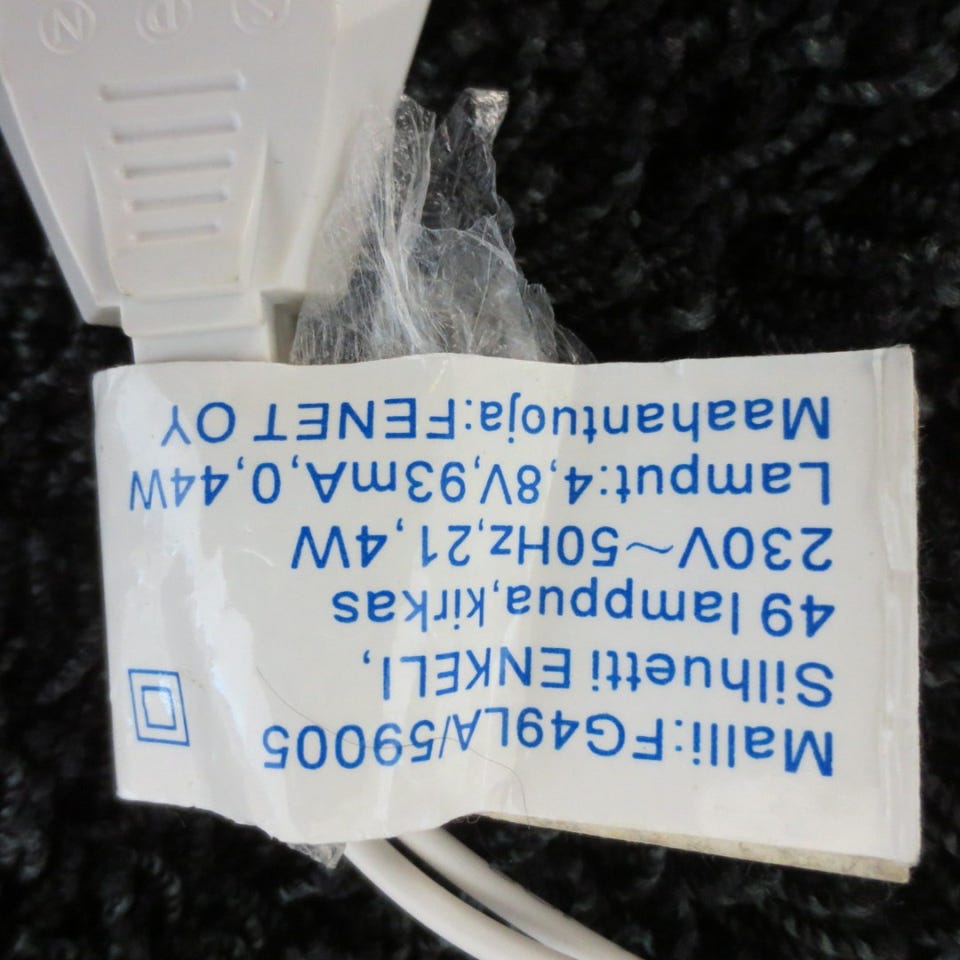 Malli:FG49LA/59005
Siihuetti ENKELI,
49 lamppua,kirkas
230V~50Hz,21,4W
Lamput:4,8V,93mA,0,44W
Maahantuoja:FENET OY
N